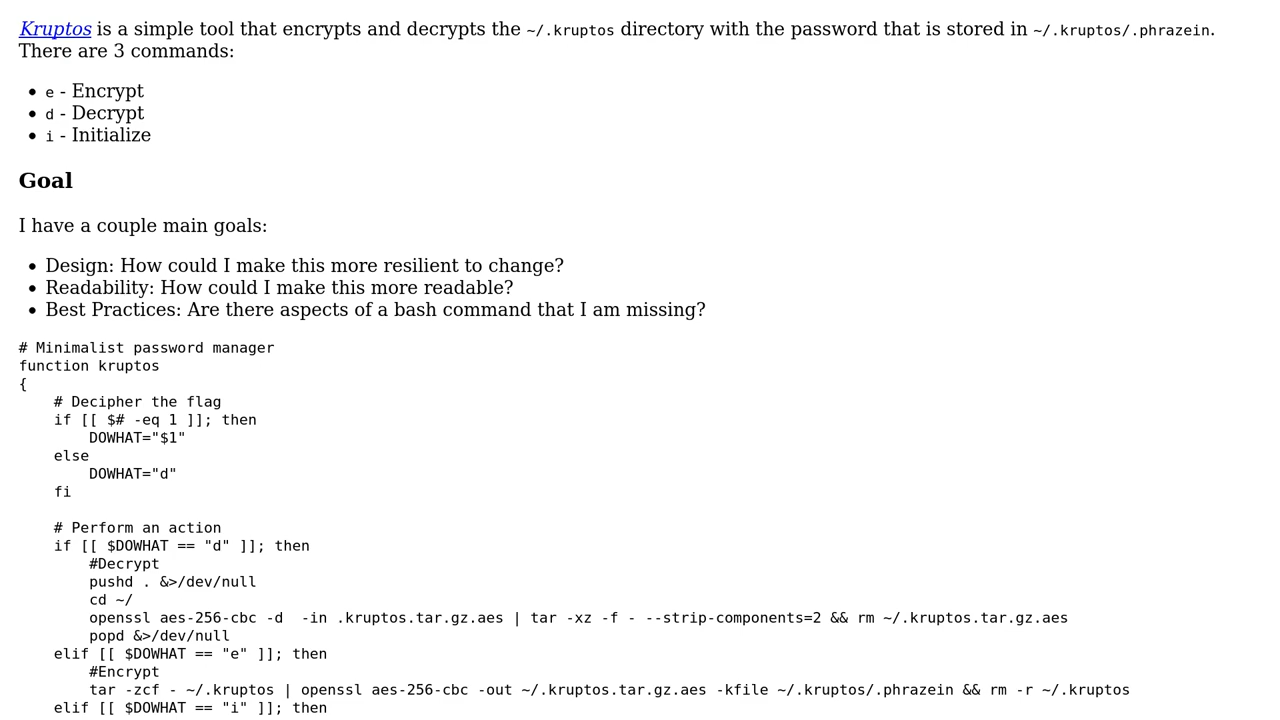 Kruptos is a simple tool that encrypts and decrypts the ~/.kruptos directory with the password that is stored in ~/.kruptos/.phrazein.
There are 3 commands:
• e - Encrypt
• d - Decrypt
• i - Initialize
Goal
I have a couple main goals:
• Design: How could I make this more resilient to change?
• Readability: How could I make this more readable?
• Best Practices: Are there aspects of a bash command that I am missing?
# Minimalist password manager
function kruptos
{
    # Decipher the flag
    if [[ $# -eq 1 ]]; then
        DOWHAT="$1"
    else
        DOWHAT="d"
    fi

    # Perform an action
    if [[ $DOWHAT == "d" ]]; then
        #Decrypt
        pushd . &>/dev/null
        cd ~/
        openssl aes-256-cbc -d  -in .kruptos.tar.gz.aes | tar -xz -f - --strip-components=2 && rm ~/.kruptos.tar.gz.aes
        popd &>/dev/null
    elif [[ $DOWHAT == "e" ]]; then
        #Encrypt
        tar -zcf - ~/.kruptos | openssl aes-256-cbc -out ~/.kruptos.tar.gz.aes -kfile ~/.kruptos/.phrazein && rm -r ~/.kruptos
    elif [[ $DOWHAT == "i" ]]; then